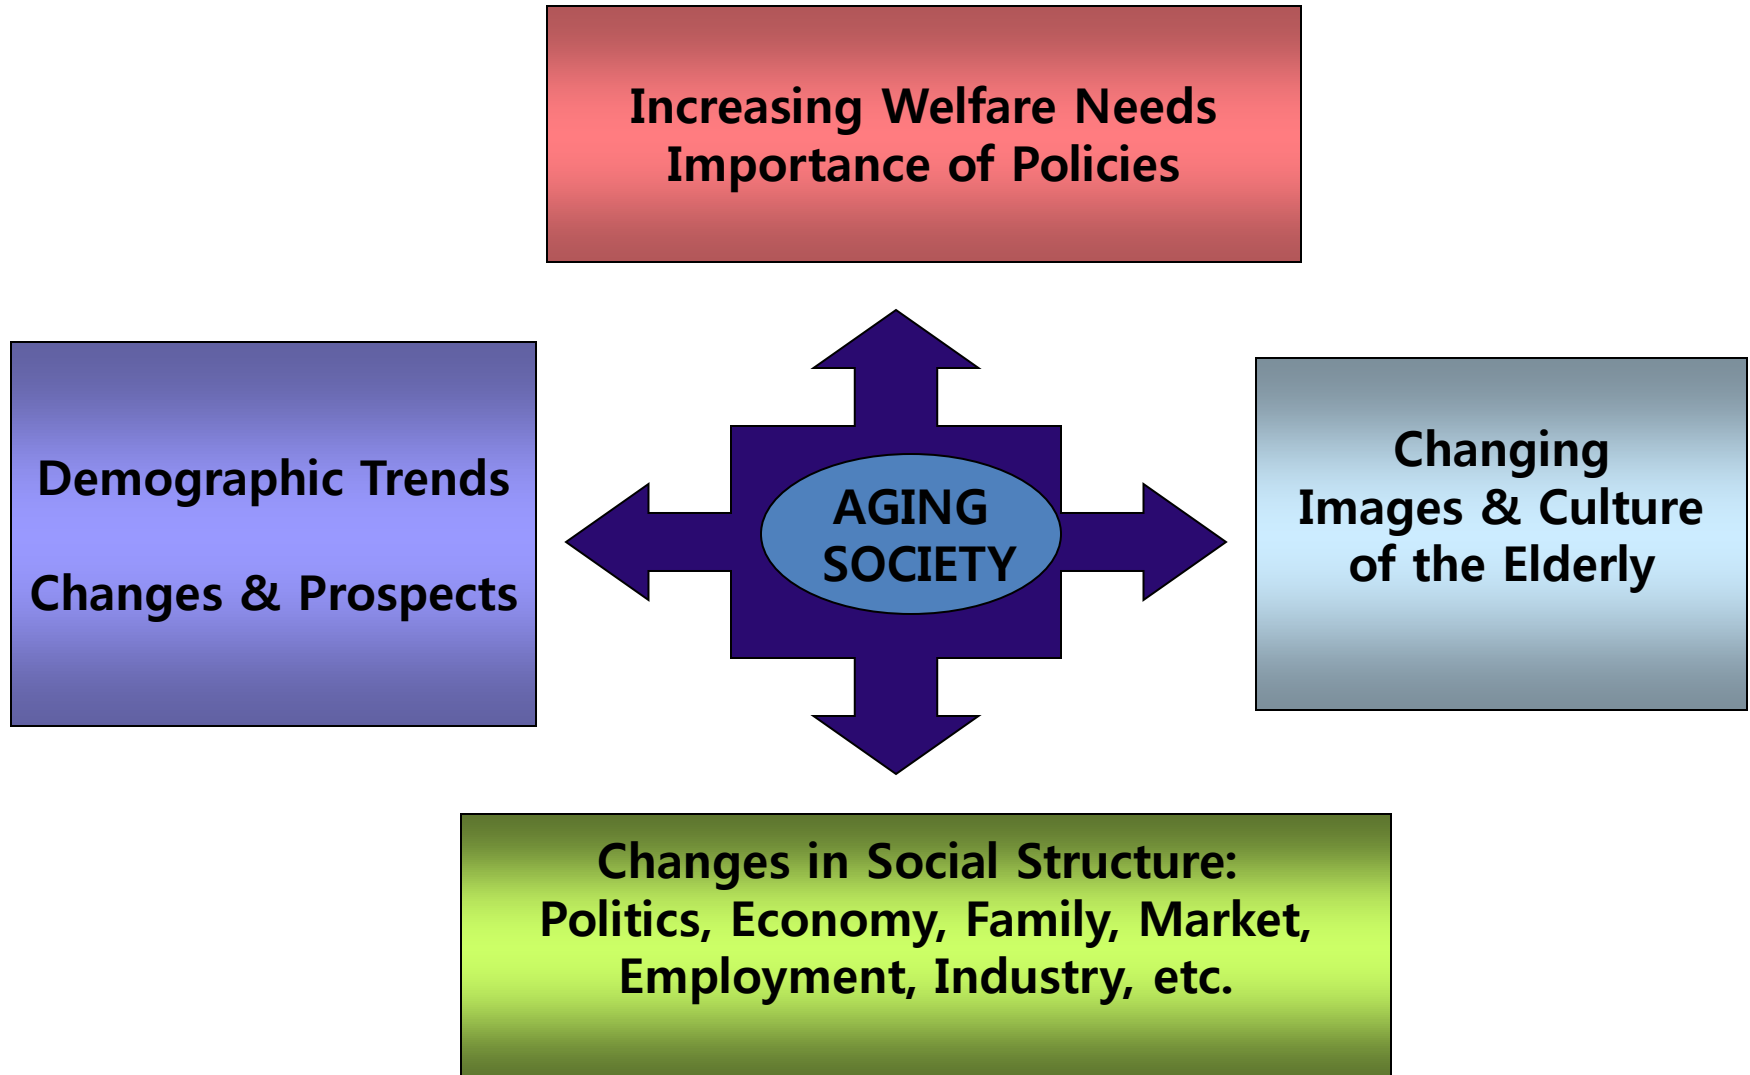 Increasing Welfare Needs
Importance of Policies
Demographic Trends
Changes & Prospects
AGING
SOCIETY
Changing
Images & Culture
of the Elderly
Changes in Social Structure:
Politics, Economy, Family, Market,
Employment, Industry, etc.